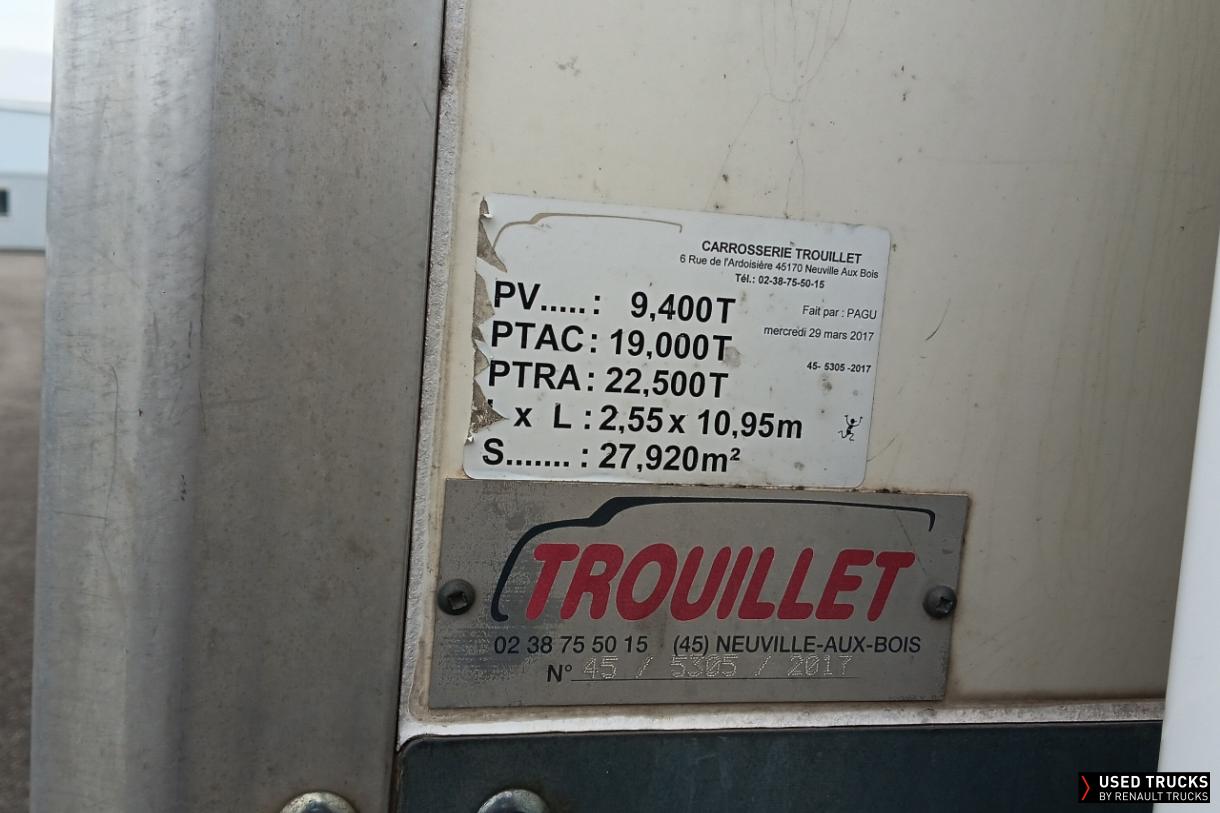 CARROSSERIE TROUILLET
6 Rue de l'Ardoisière 45170 Neuville Aux Bois
Tél.: 02-38-75-50-15
PV.....: 9,400T
Fait par : PAGU
PTAC: 19,000T
mercredi 29 mars 2017
PTRA: 22,500T
45- 5305 -2017
x L : 2,55 x 10,95m
S.......: 27,920m²
TROUILLET
02 38 75 50 15 (45) NEUVILLE-AUX-BOIS
N° 45 / 5305 / 2017
USED TRUCKS
BY RENAULT TRUCKS